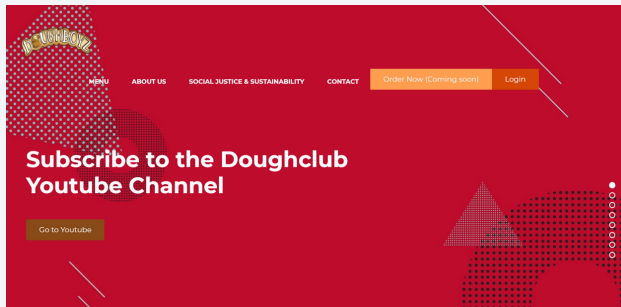 DOUGHBOYZ
MENU
ABOUT US
SOCIAL JUSTICE & SUSTAINABILITY
CONTACT
Order Now (Coming soon)
Login
Subscribe to the Doughclub
Youtube Channel
Go to Youtube